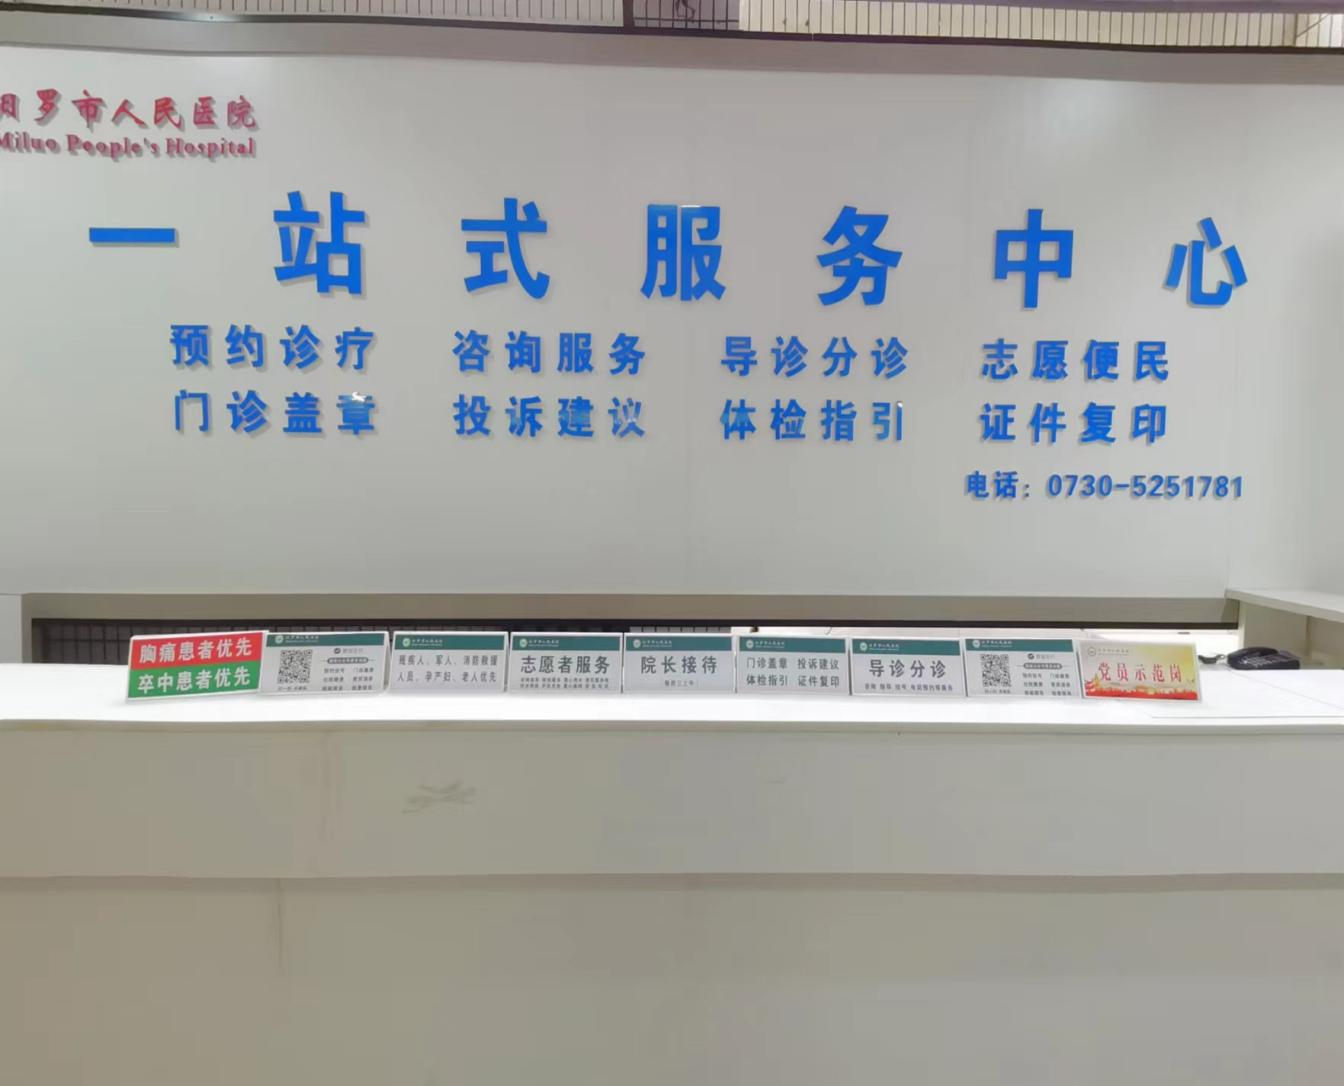 汨罗市人民医院
Miluo People's Hospital
一站式服务中心
预约诊疗 咨询服务 导诊分诊 志愿便民
门诊盖章 投诉建议 体检指引 证件复印
电话：0730-5251781
胸痛患者优先
卒中患者优先
残疾人、军人、消防救援
人员、孕产妇、老人优先
志愿者服务
院长接待
门诊盖章 投诉建议
体检指引 证件复印
导诊分诊
党员示范岗